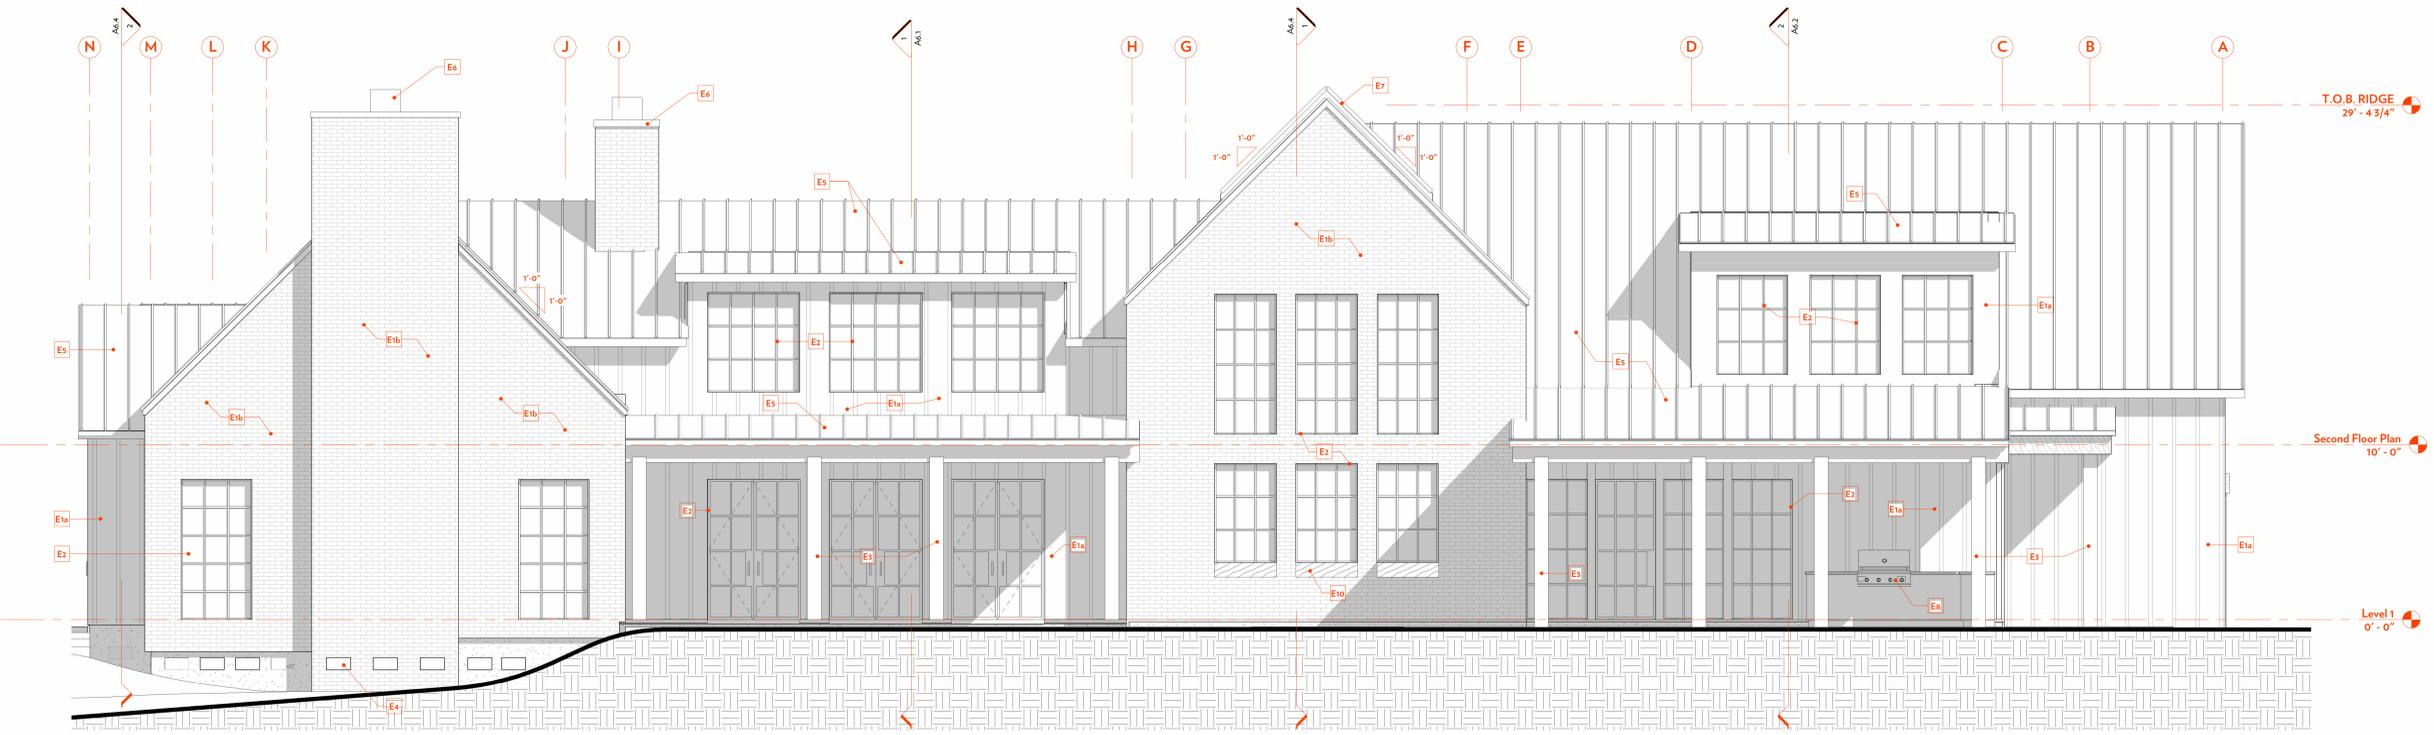 A6.4
2
1
A6.1
A6.4
1
2
A6.2
N
M
L
K
J
I
H
G
F
E
D
C
B
A
E6
E6
E7
T.O.B. RIDGE
29' - 4 3/4"
1'-0"
1'-0"
1'-0"
1'-0"
E5
E5
E1b
1'-0"
1'-0"
E1a
E2
E5
E1b
E2
E5
E5
E1a
E1b
E1b
Second Floor Plan
10' - 0"
E2
E2
E2
E1a
E1a
E1a
E1a
E2
E3
E3
E3
E10
E8
Level 1
0' - 0"
E4